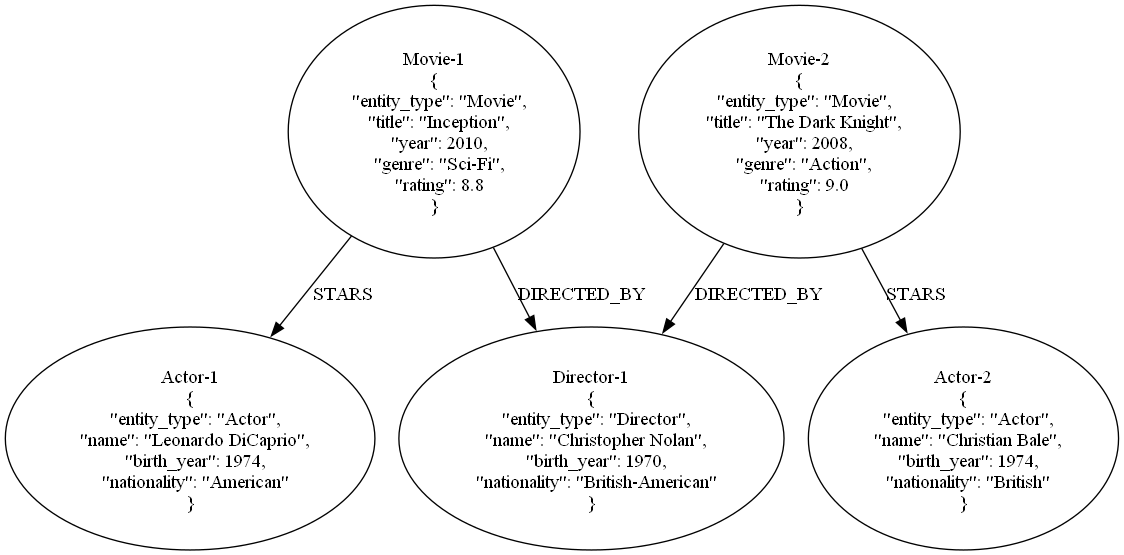 Movie-1
{
"entity_type": "Movie",
"title": "Inception",
"year": 2010,
"genre": "Sci-Fi",
"rating": 8.8
}
Movie-2
{
"entity_type": "Movie",
"title": "The Dark Knight",
"year": 2008,
"genre": "Action",
"rating": 9.0
}
STARS
DIRECTED_BY
DIRECTED_BY
STARS
Actor-1
{
"entity_type": "Actor",
"name": "Leonardo DiCaprio",
"birth_year": 1974,
"nationality": "American"
}
Director-1
{
"entity_type": "Director",
"name": "Christopher Nolan",
"birth_year": 1970,
"nationality": "British-American"
}
Actor-2
{
"entity_type": "Actor",
"name": "Christian Bale",
"birth_year": 1974,
"nationality": "British"
}